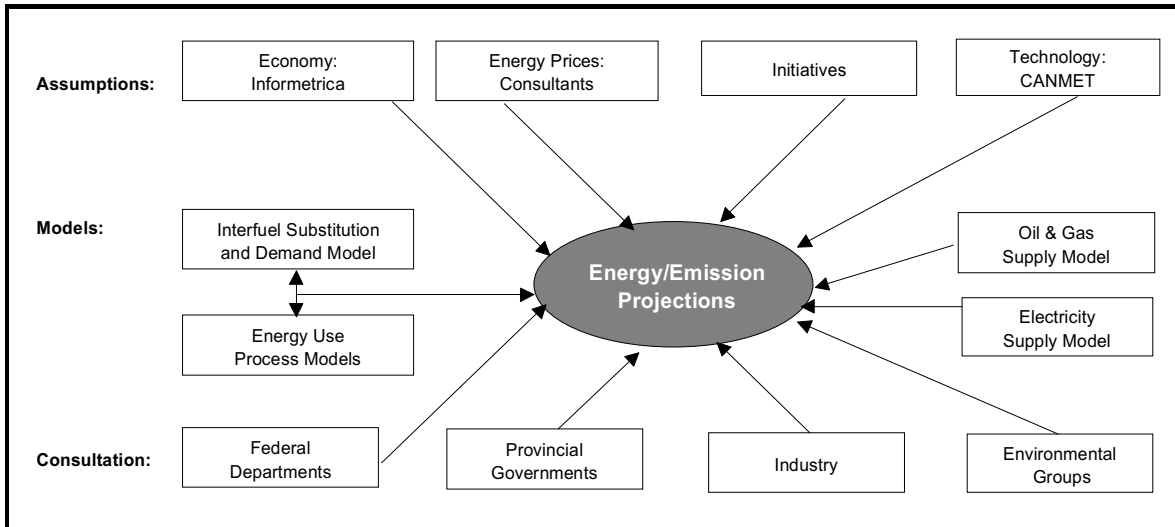 Assumptions:
Economy:
Informetrica
Energy Prices:
Consultants
Initiatives
Technology:
CANMET
Models:
Interfuel Substitution
and Demand Model
Energy Use
Process Models
Energy/Emission
Projections
Oil & Gas
Supply Model
Electricity
Supply Model
Consultation:
Federal
Departments
Provincial
Governments
Industry
Environmental
Groups